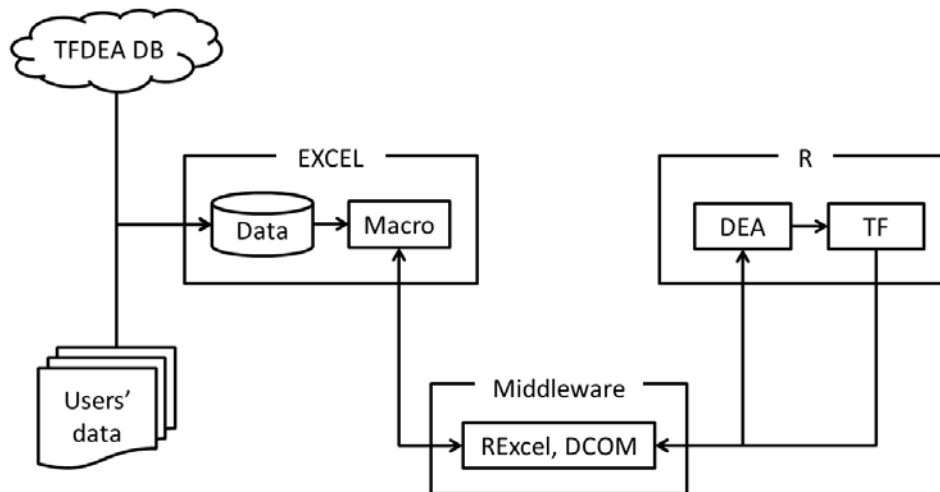 TFDEA DB
EXCEL
R
Data
Macro
DEA
TF
Users’
data
Middleware
RExcel, DCOM